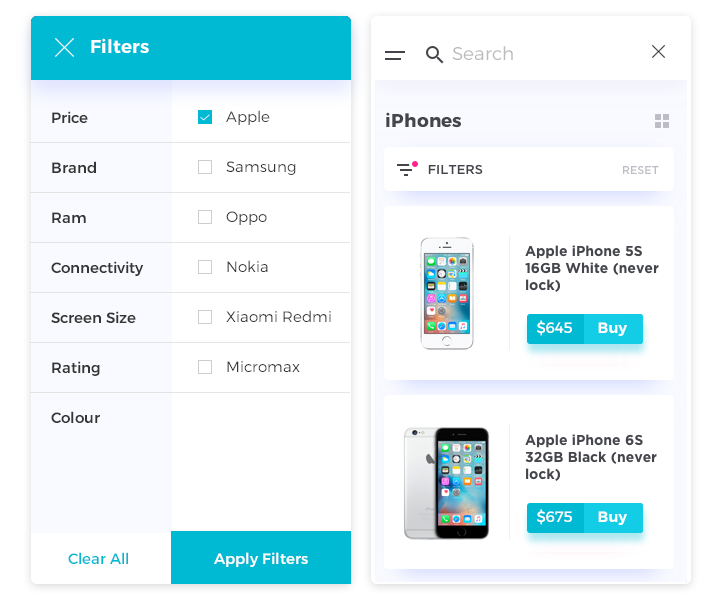 Filters
Price
Brand
Ram
Connectivity
Screen Size
Rating
Colour
Apple
Samsung
Oppo
Nokia
Xiaomi Redmi
Micromax
Clear All
Apply Filters
Search
iPhones
FILTERS
RESET
Apple iPhone 5S
16GB White (never
lock)
$645 Buy
Apple iPhone 6S
32GB Black (never
lock)
$675 Buy